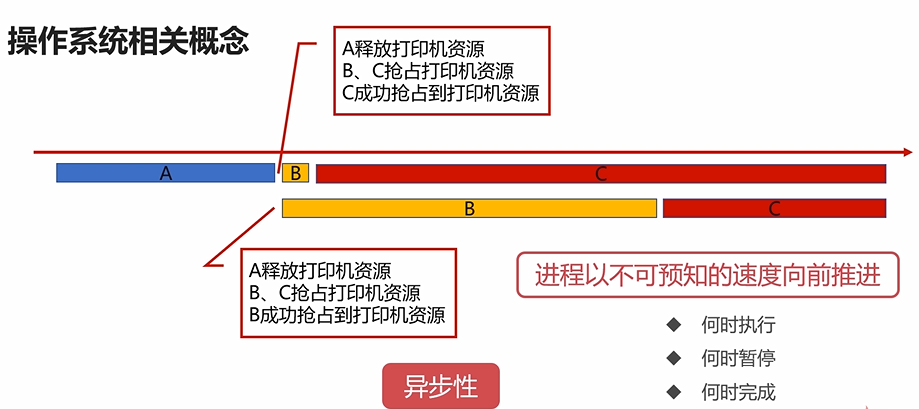 操作系统相关概念
A释放打印机资源
B、C抢占打印机资源
C成功抢占到打印机资源
A
B
C
B
C
A释放打印机资源
B、C抢占打印机资源
B成功抢占到打印机资源
进程以不可预知的速度向前推进
◆ 何时执行
◆ 何时暂停
◆ 何时完成
异步性